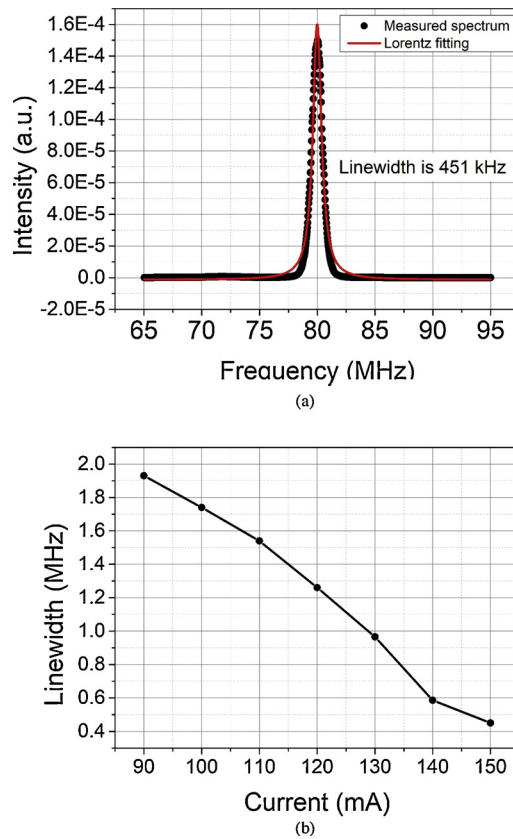 1.6E-4
1.4E-4
1.2E-4
1.0E-4
8.0E-5
6.0E-5
4.0E-5
2.0E-5
0.0
-2.0E-5
Intensity (a.u.)
Measured spectrum
Lorentz fitting
Linewidth is 451 kHz
65 70 75 80 85 90 95
Frequency (MHz)
(a)
2.0
1.8
1.6
1.4
1.2
1.0
0.8
0.6
0.4
Linewidth (MHz)
90 100 110 120 130 140 150
Current (mA)
(b)